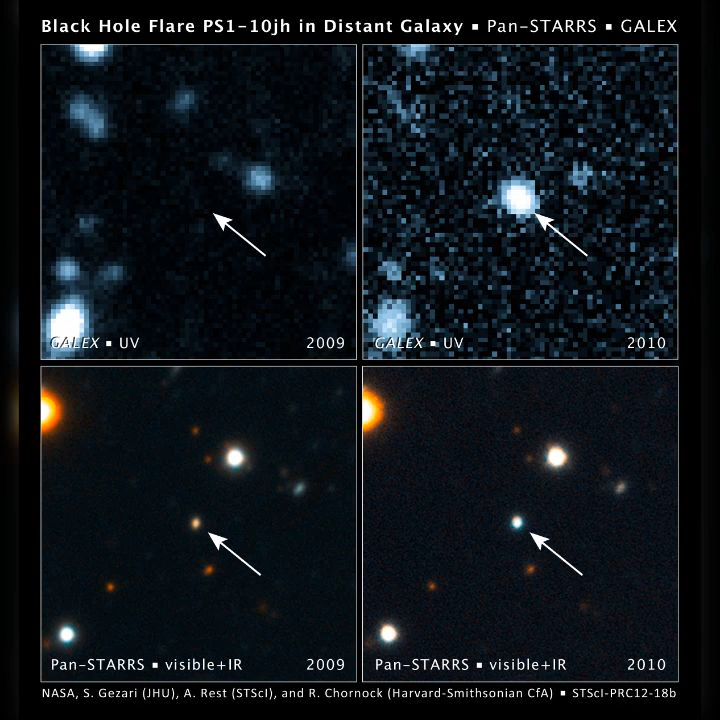 Black Hole Flare PS1-10jh in Distant Galaxy ▪ Pan-STARRS ▪ GALEX
GALEX ▪ UV 2009
GALEX ▪ UV 2010
Pan-STARRS ▪ visible+IR 2009
Pan-STARRS ▪ visible+IR 2010
NASA, S. Gezari (JHU), A. Rest (STScI), and R. Chornock (Harvard-Smithsonian CfA) ▪ STScI-PRC12-18b